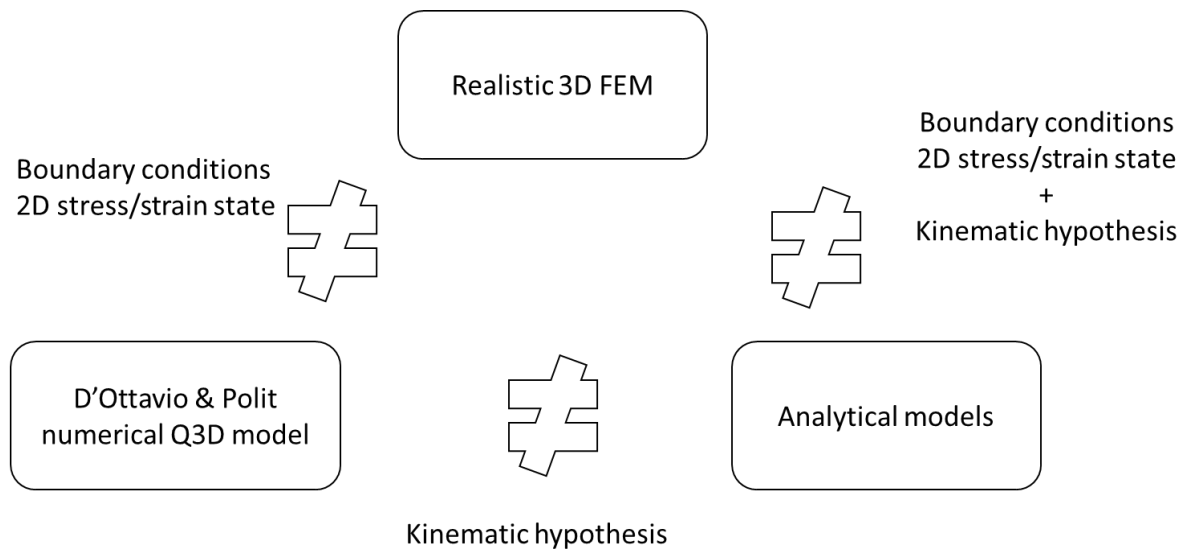 Realistic 3D FEM
Boundary conditions
2D stress/strain state
Boundary conditions
2D stress/strain state
+
Kinematic hypothesis
D’Ottavio & Polit
numerical Q3D model
Analytical models
Kinematic hypothesis